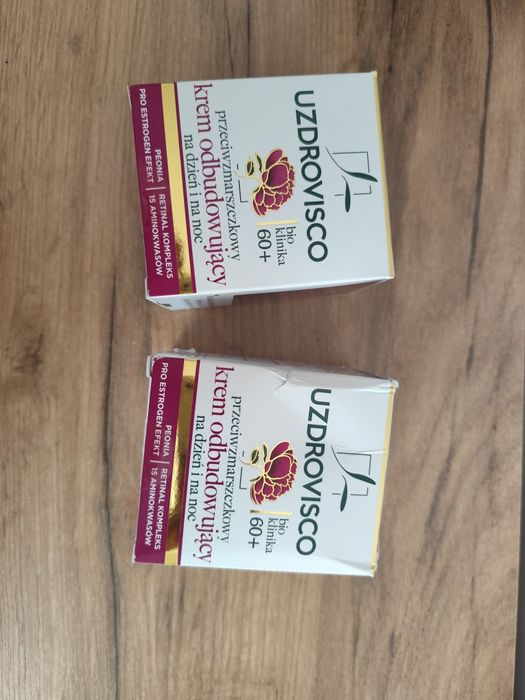 UZDROVISCO
bio
klinika
60+
przeciwzmarszczkowy
krem odbudowujący
na dzień i na noc
PEONIA | RETINAL KOMPLEKS
PRO ESTROGEN EFEKT | 15 AMINOKWASÓW
UZDROVISCO
bio
klinika
60+
przeciwzmarszczkowy
krem odbudowujący
na dzień i na noc
PEONIA | RETINAL KOMPLEKS
PRO ESTROGEN EFEKT | 15 AMINOKWASÓW